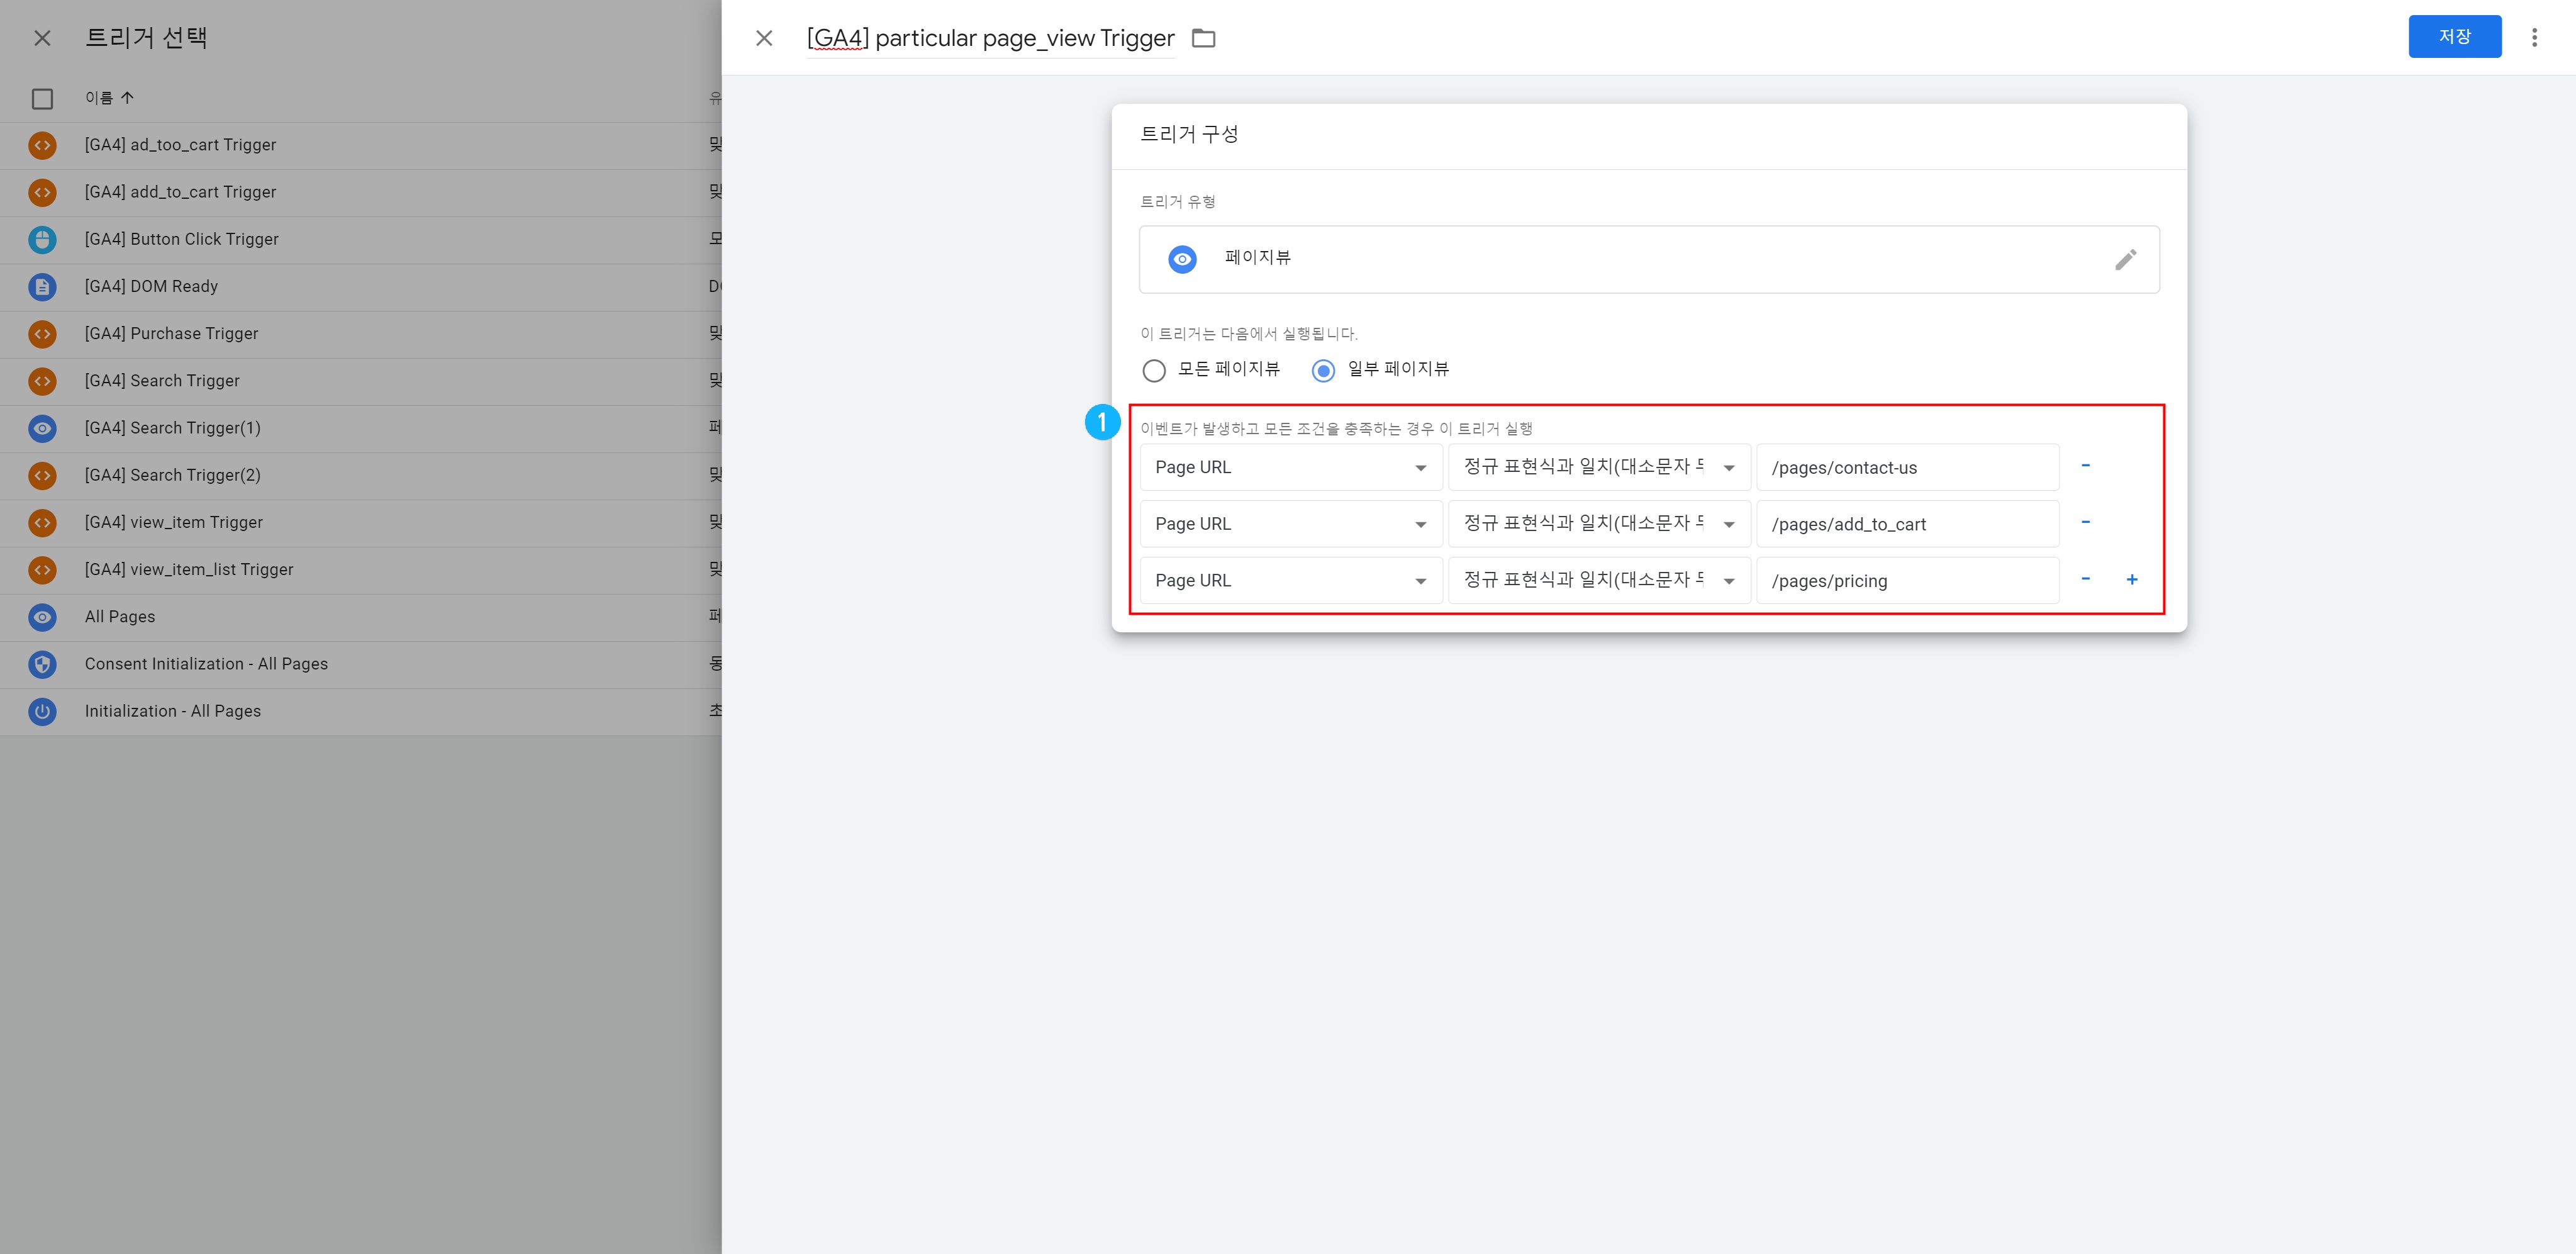 트리거 선택
이름
유
[GA4] ad_too_cart Trigger 맞
[GA4] add_to_cart Trigger 맞
[GA4] Button Click Trigger 모
[GA4] DOM Ready
[GA4] Purchase Trigger 맞
[GA4] Search Trigger 맞
[GA4] Search Trigger(1) 페
[GA4] Search Trigger(2) 맞
[GA4] view_item Trigger 맞
[GA4] view_item_list Trigger 맞
All Pages 페
Consent Initialization - All Pages 동
Initialization - All Pages 초
[GA4] particular page_view Trigger
저장
트리거 구성
트리거 유형
페이지뷰
이 트리거는 다음에서 실행됩니다.
모든 페이지뷰 일부 페이지뷰
1
이벤트가 발생하고 모든 조건을 충족하는 경우 이 트리거 실행
Page URL 정규 표현식과 일치(대소문자 /pages/contact-us -
Page URL 정규 표현식과 일치(대소문자 /pages/add_to_cart -
Page URL 정규 표현식과 일치(대소문자 /pages/pricing - +